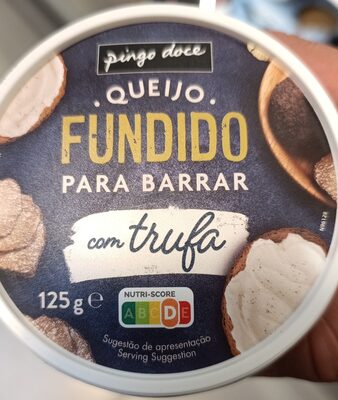 pingo doce
QUEIJO
FUNDIDO
PARA BARRAR
com trufa
125 g e
NUTRI-SCORE
A B C D E
Sugestão de apresentação
Serving Suggestion